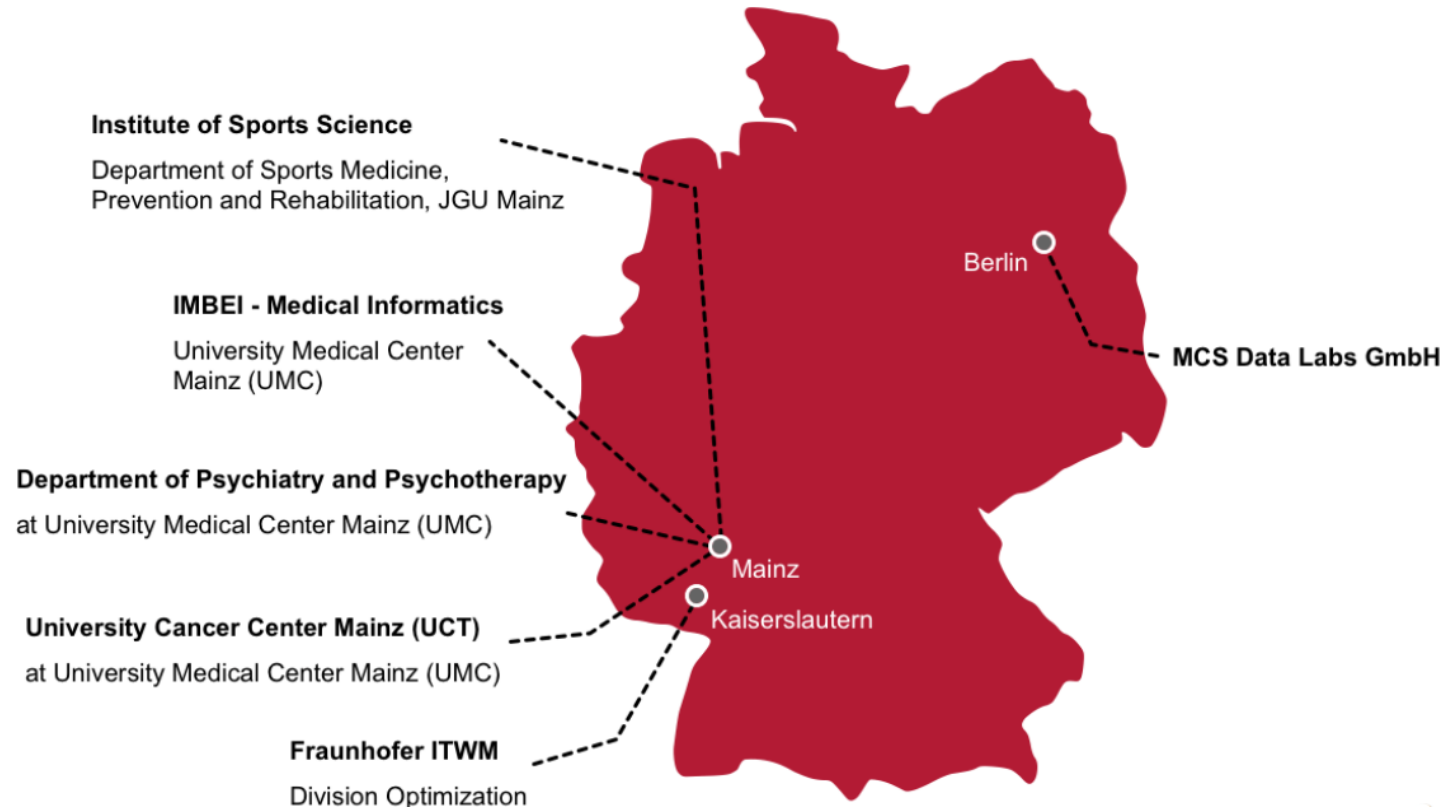 Institute of Sports Science
Department of Sports Medicine,
Prevention and Rehabilitation, JGU Mainz
Berlin
IMBEI - Medical Informatics
University Medical Center
Mainz (UMC)
MCS Data Labs GmbH
Department of Psychiatry and Psychotherapy
at University Medical Center Mainz (UMC)
Mainz
Kaiserslautern
University Cancer Center Mainz (UCT)
at University Medical Center Mainz (UMC)
Fraunhofer ITWM
Division Optimization